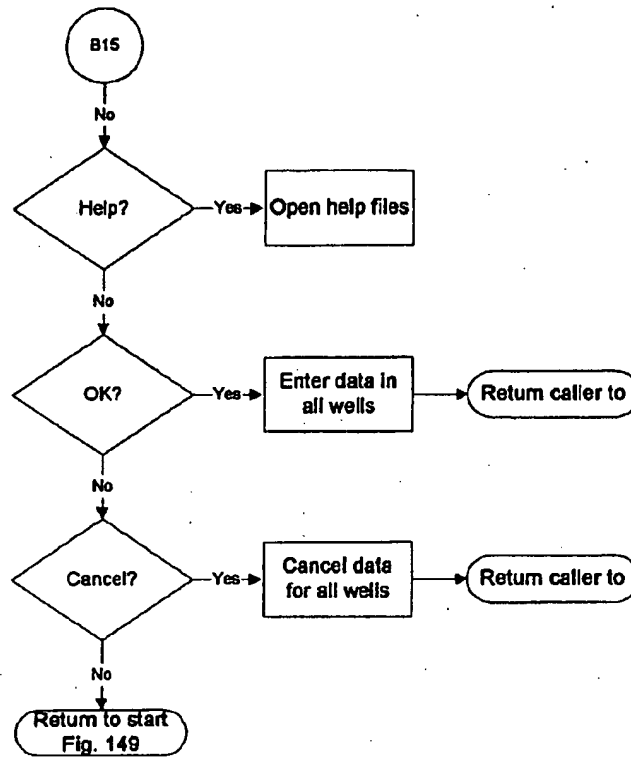 B15
No
Help?
Yes
Open help files
No
OK?
Yes
Enter data in
all wells
Return caller to
No
Cancel?
Yes
Cancel data
for all wells
Return caller to
No
Return to start
Fig. 149